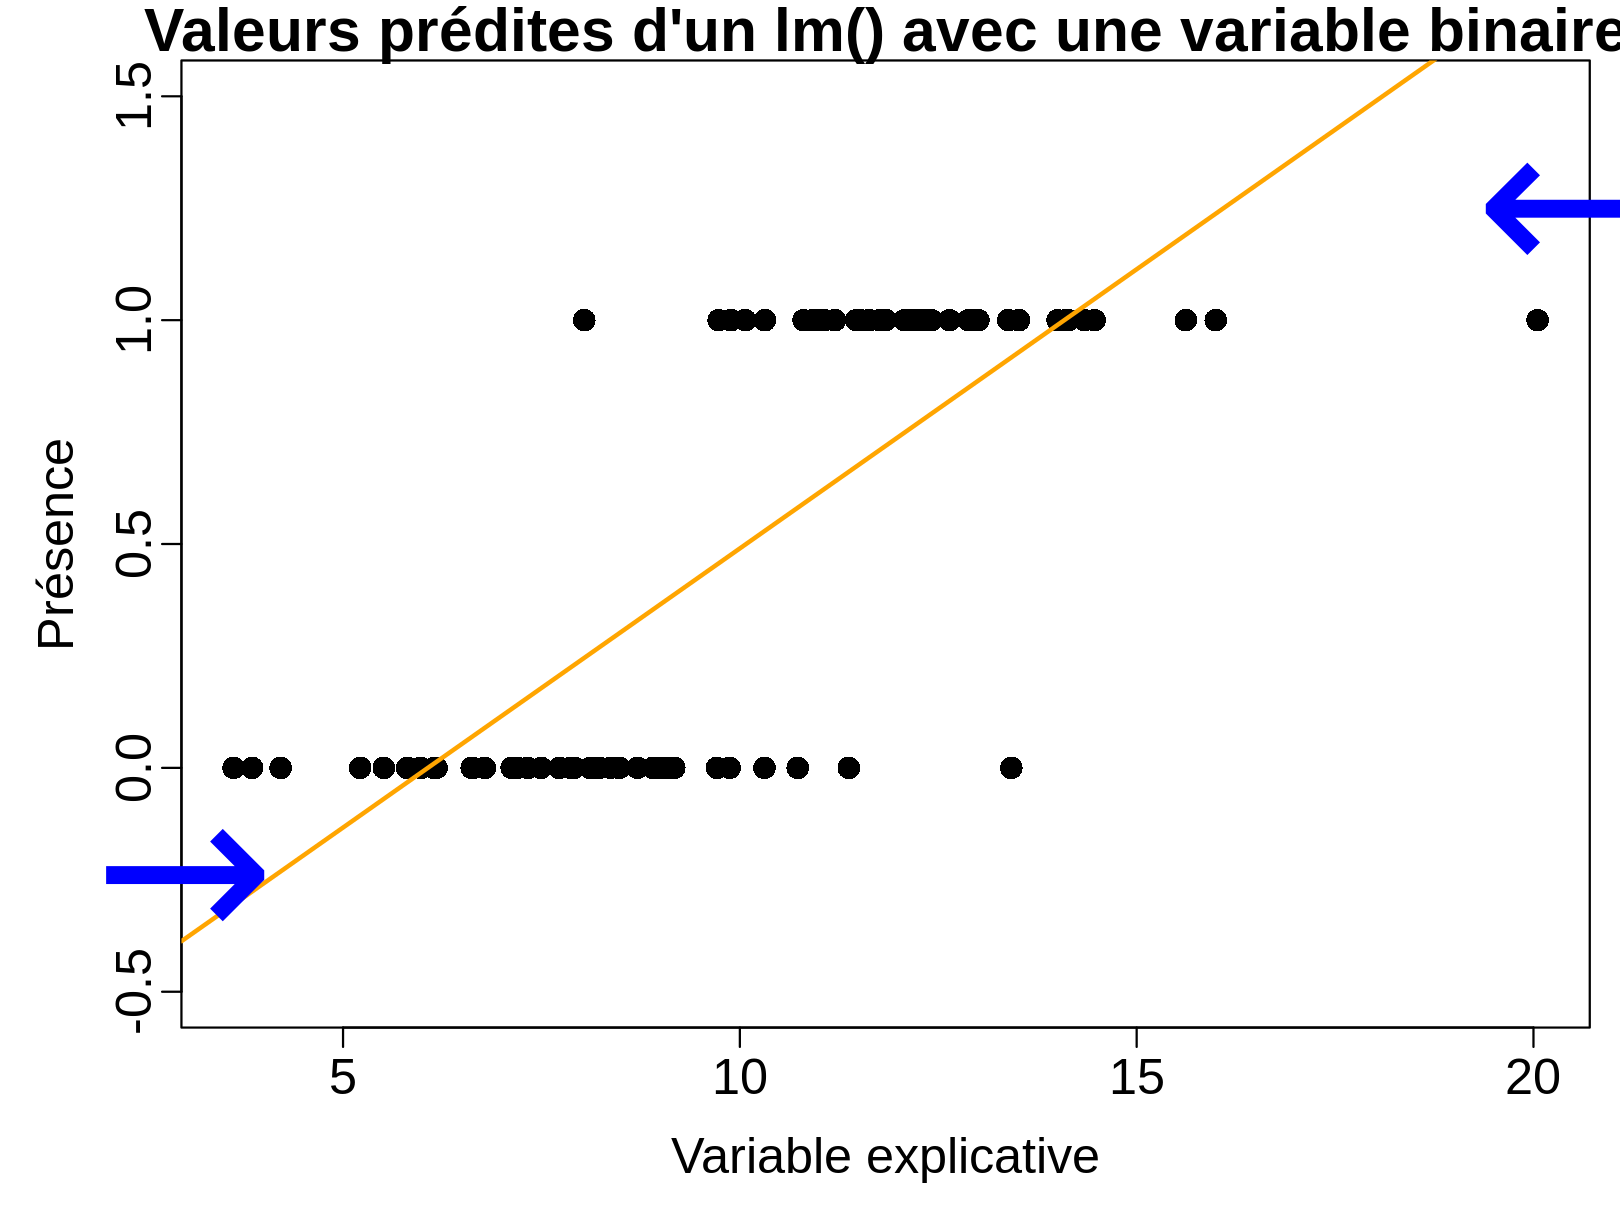 Valeurs prédites d'un lm() avec une variable binaire
1.5
1.0
0.5
0.0
-0.5
Présence
5 10 15 20
Variable explicative